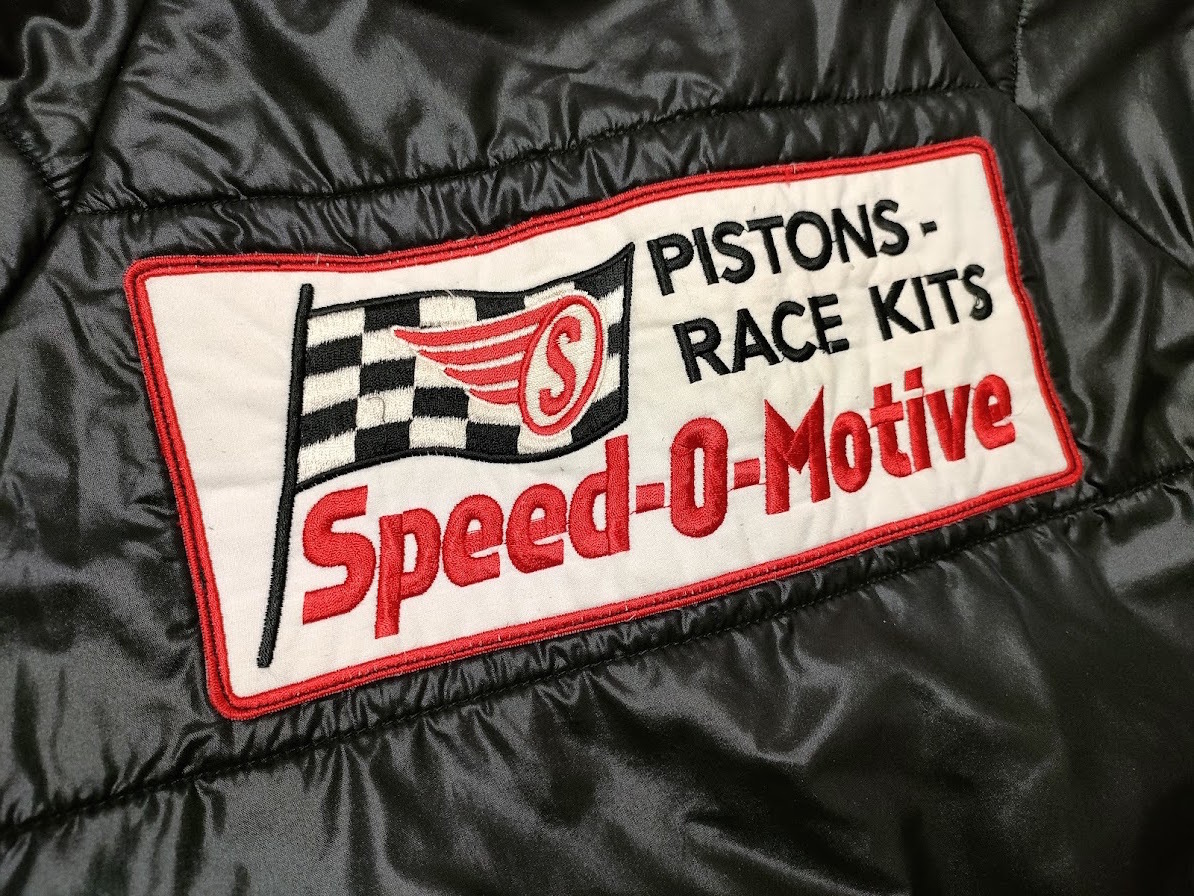 PISTONS -
RACE KITS
S
Speed-O-Motive